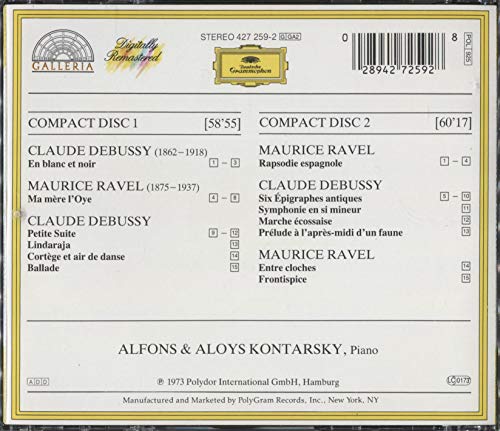 GALLERIA
Digitally
Remastered
STEREO 427 259-2 G GA2
Deutsche
Grammophon
0 28942 72592 8
POL 925
COMPACT DISC 1 [58'55]
CLAUDE DEBUSSY (1862–1918)
En blanc et noir 1 – 3
MAURICE RAVEL (1875-1937)
Ma mère l'Oye 4 – 8
CLAUDE DEBUSSY
Petite Suite 9 – 12
Lindaraja 13
Cortège et air de danse 14
Ballade 15
COMPACT DISC 2 [60'17]
MAURICE RAVEL
Rapsodie espagnole 1 – 4
CLAUDE DEBUSSY
Six Épigraphes antiques 5 – 10
Symphonie en si mineur 11
Marche écossaise 12
Prélude à l'après-midi d'un faune 13
MAURICE RAVEL
Entre cloches 14
Frontispice 15
ALFONS & ALOYS KONTARSKY, Piano
ADD
℗ 1973 Polydor International GmbH, Hamburg
LC 0173
Manufactured and Marketed by PolyGram Records, Inc., New York, NY